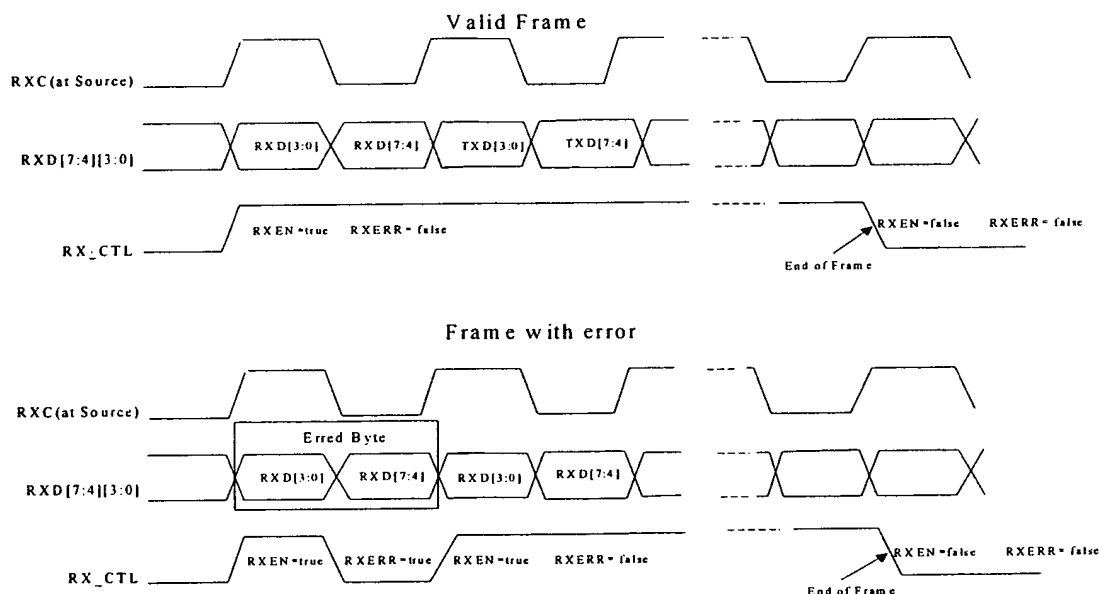 Valid Frame
RXC(at Source)
RXD[7:4][3:0]
RXD[3:0] RXD[7:4] TXD[3:0] TXD[7:4]
RX_CTL
RXEN=true RXERR=false
RXEN=false RXERR=false
End of Frame
Frame with error
RXC(at Source)
Erred Byte
RXD[7:4][3:0]
RXD[3:0] RXD[7:4] RXD[3:0] RXD[7:4]
RX_CTL
RXEN=true RXERR=true RXEN=true RXERR=false
RXEN=false RXERR=false
End of Frame